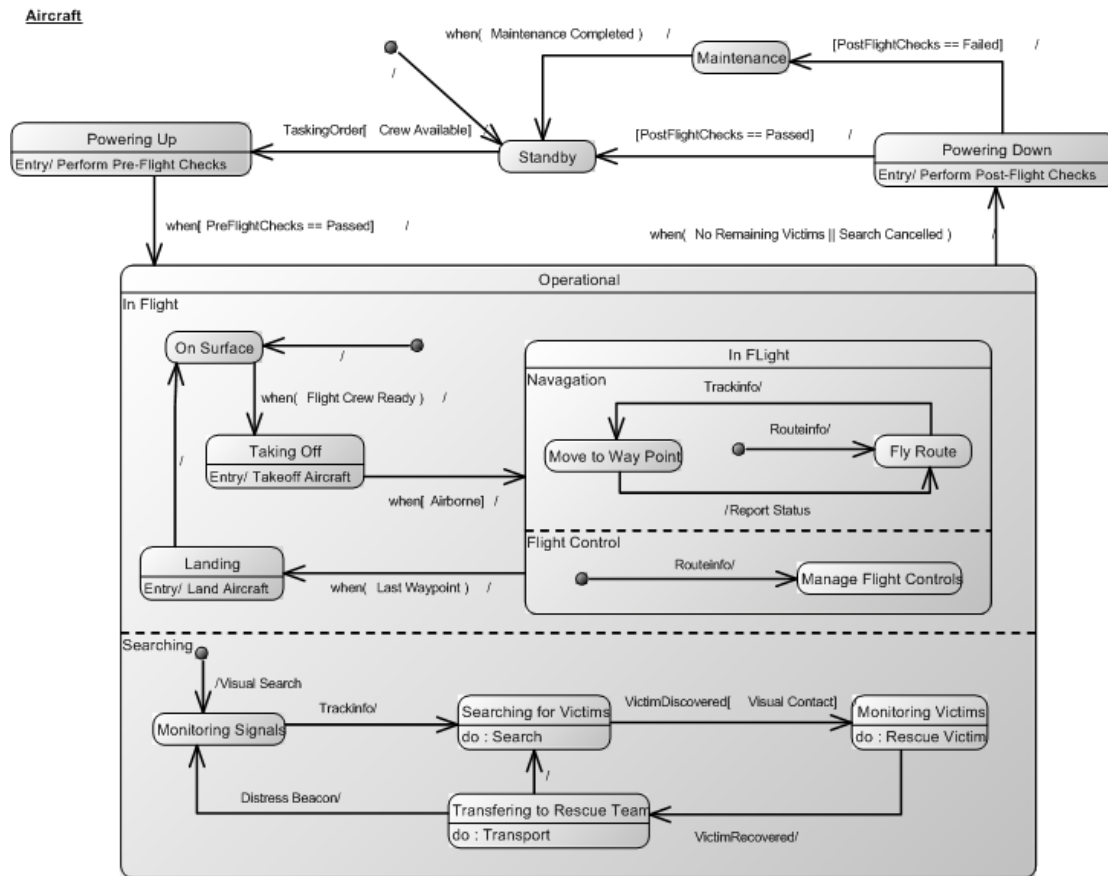 Aircraft
when( Maintenance Completed ) /
[PostFlightChecks == Failed] /
/
Maintenance
Powering Up
Entry/ Perform Pre-Flight Checks
TaskingOrder[ Crew Available] /
Standby
[PostFlightChecks == Passed] /
Powering Down
Entry/ Perform Post-Flight Checks
when[ PreFlightChecks == Passed] /
when( No Remaining Victims || Search Cancelled ) /
Operational
In Flight
On Surface
/
In FLight
Navagation
Trackinfo/
when( Flight Crew Ready ) /
Routeinfo/
Taking Off
Entry/ Takeoff Aircraft
Move to Way Point
Fly Route
/
when[ Airborne] /
/Report Status
Flight Control
Landing
Entry/ Land Aircraft
when( Last Waypoint ) /
Routeinfo/
Manage Flight Controls
Searching
/Visual Search
Monitoring Signals
Trackinfo/
Searching for Victims
do : Search
VictimDiscovered[ Visual Contact] /
Monitoring Victims
do : Rescue Victim
/
Distress Beacon/
Transfering to Rescue Team
do : Transport
VictimRecovered/